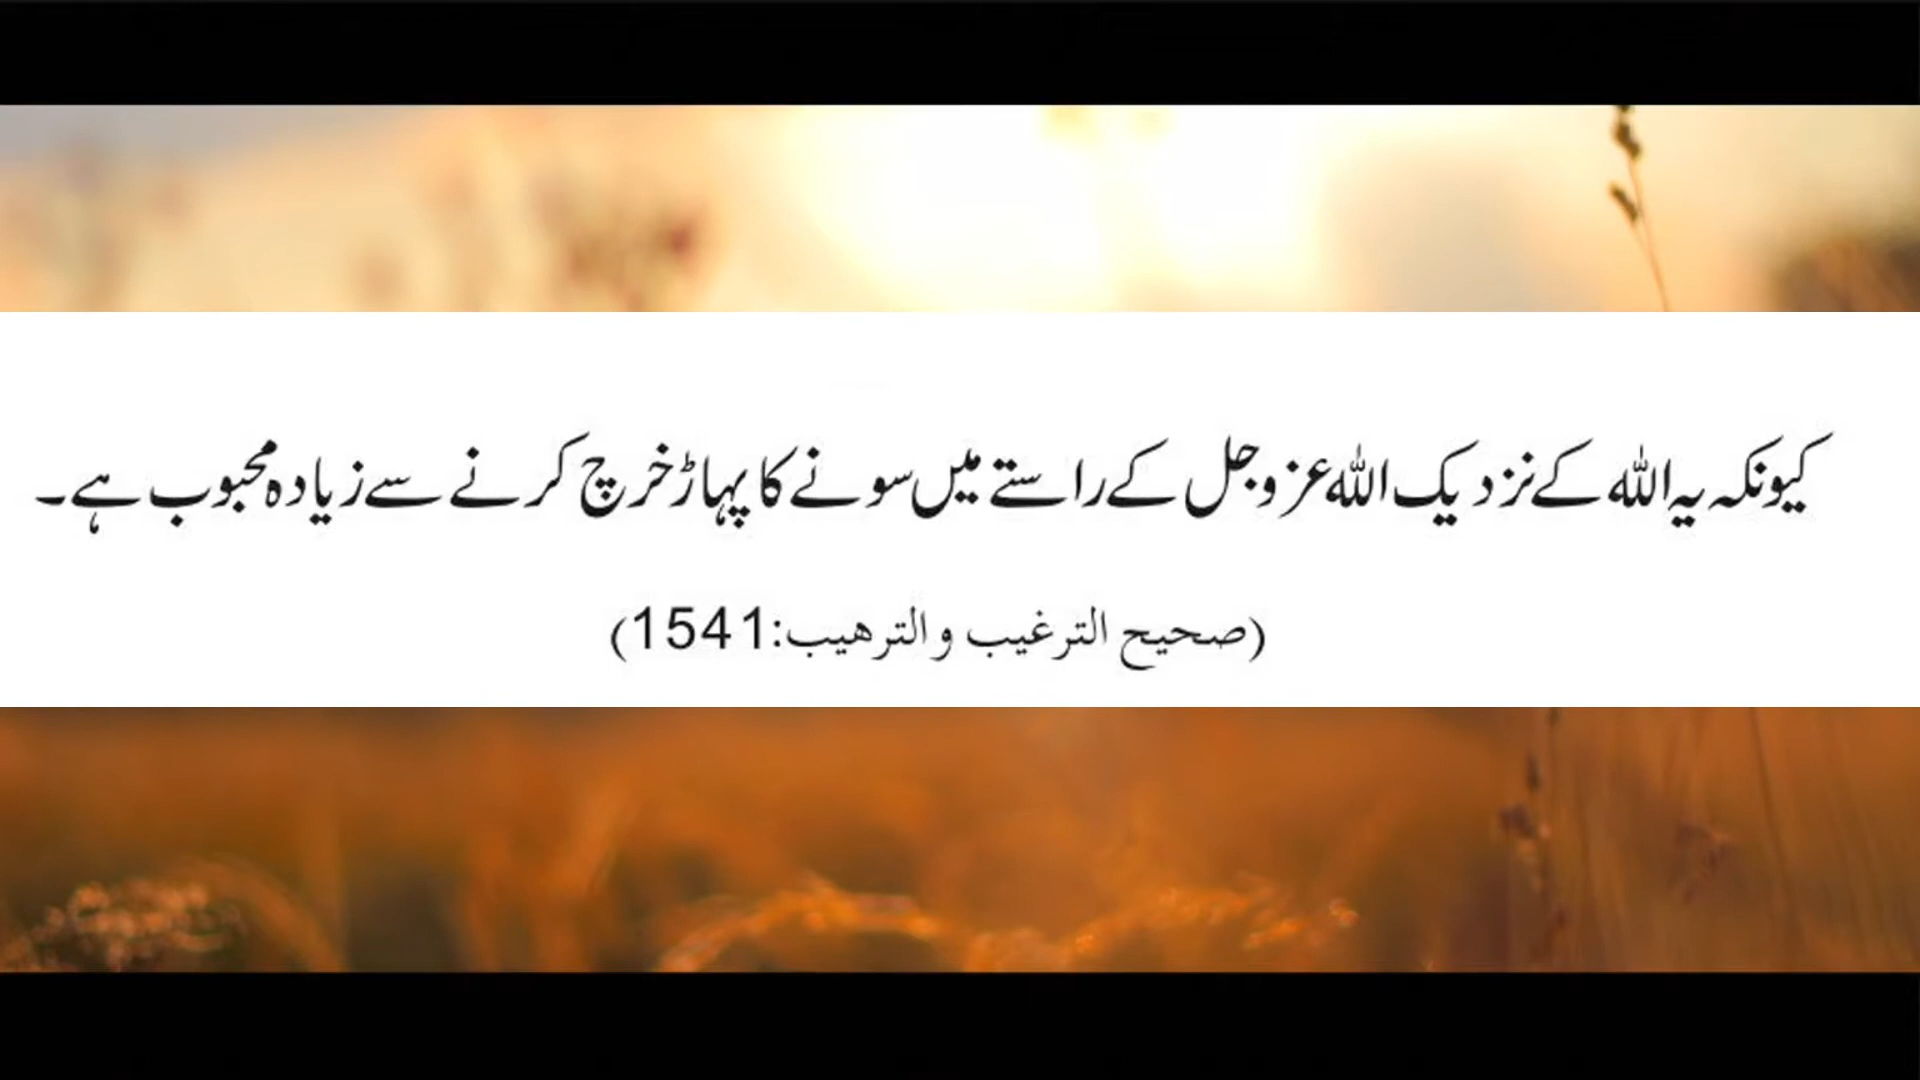 کیونکہ یہ اللہ کے نزدیک اللہ عزوجل کے راستے میں سونے کا پہاڑ خرچ کرنے سے زیادہ محبوب ہے۔
(صحیح الترغیب و الترھیب:1541)